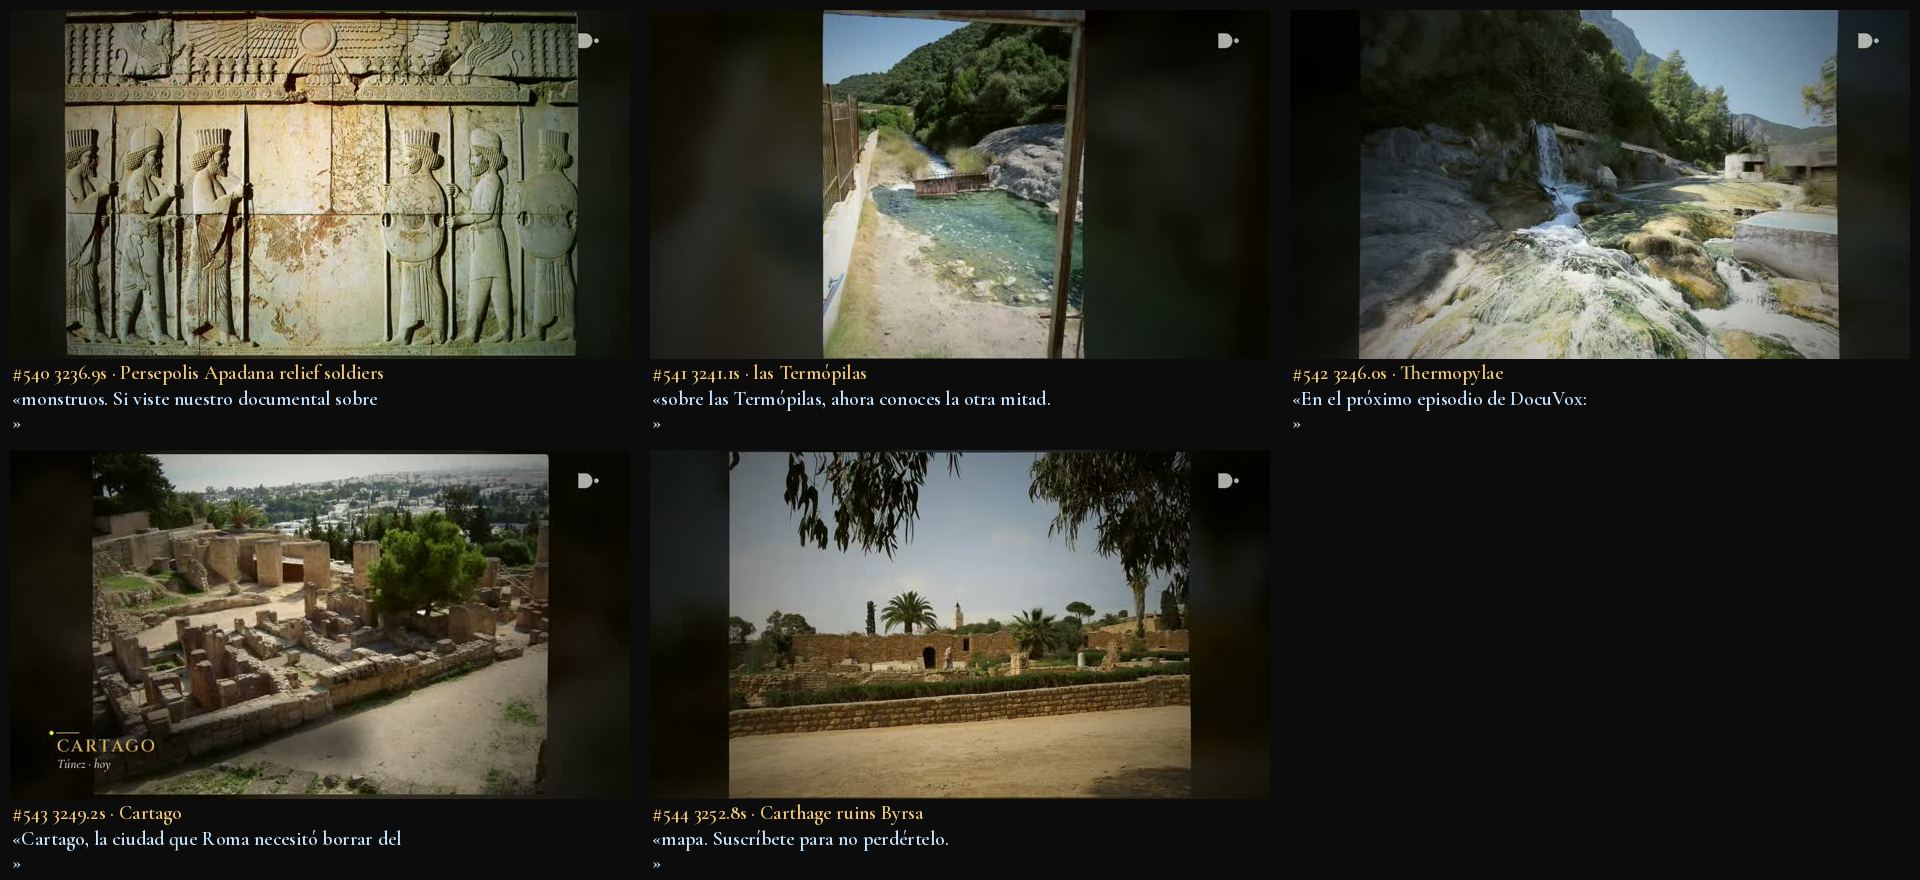 #540 3236.9s · Persepolis Apadana relief soldiers
«monstruos. Si viste nuestro documental sobre
»
#541 3241.1s · las Termópilas
«sobre las Termópilas, ahora conoces la otra mitad.
»
#542 3246.0s · Thermopylae
«En el próximo episodio de DocuVox:
»
CARTAGO
Túnez · hoy
#543 3249.2s · Cartago
«Cartago, la ciudad que Roma necesitó borrar del
»
#544 3252.8s · Carthage ruins Byrsa
«mapa. Suscríbete para no perdértelo.
»